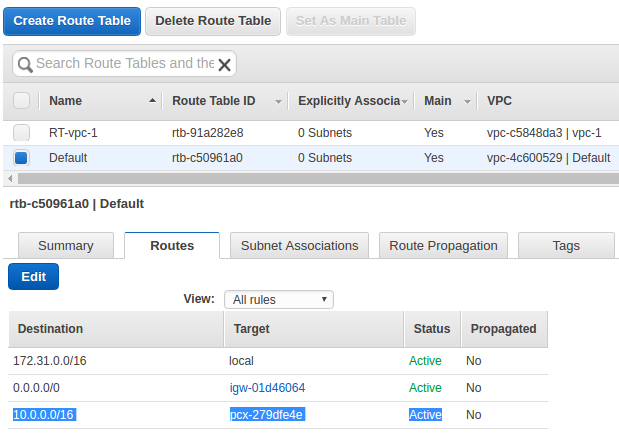 Create Route Table Delete Route Table Set As Main Table
Search Route Tables and the
Name Route Table ID Explicitly Associa Main VPC
RT-vpc-1 rtb-91a282e8 0 Subnets Yes vpc-c5848da3 | vpc-1
Default rtb-c50961a0 0 Subnets Yes vpc-4c600529 | Default
rtb-c50961a0 | Default
Summary Routes Subnet Associations Route Propagation Tags
Edit
View: All rules
Destination Target Status Propagated
172.31.0.0/16 local Active No
0.0.0.0/0 igw-01d46064 Active No
10.0.0.0/16 pcx-279dfe4e Active No